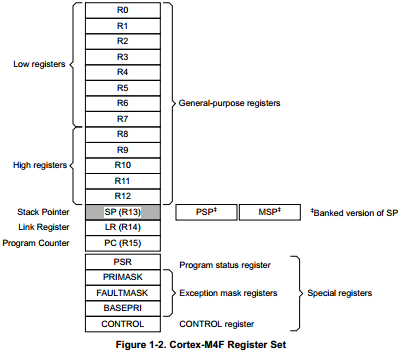 R0
R1
R2
Low registers
R3
R4
R5
R6
General-purpose registers
R7
R8
R9
High registers
R10
R11
R12
Stack Pointer SP (R13) PSP‡ MSP‡ ‡Banked version of SP
Link Register LR (R14)
Program Counter PC (R15)
PSR Program status register
PRIMASK
FAULTMASK Exception mask registers Special registers
BASEPRI
CONTROL CONTROL register
Figure 1-2. Cortex-M4F Register Set